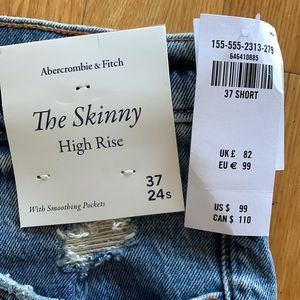 Abercrombie & Fitch
The Skinny
High Rise
37
24S
With Smoothing Pockets
155-555-2313-279
646410885
37 SHORT
UK £ 82
EU € 99
US $ 99
CAN $ 110